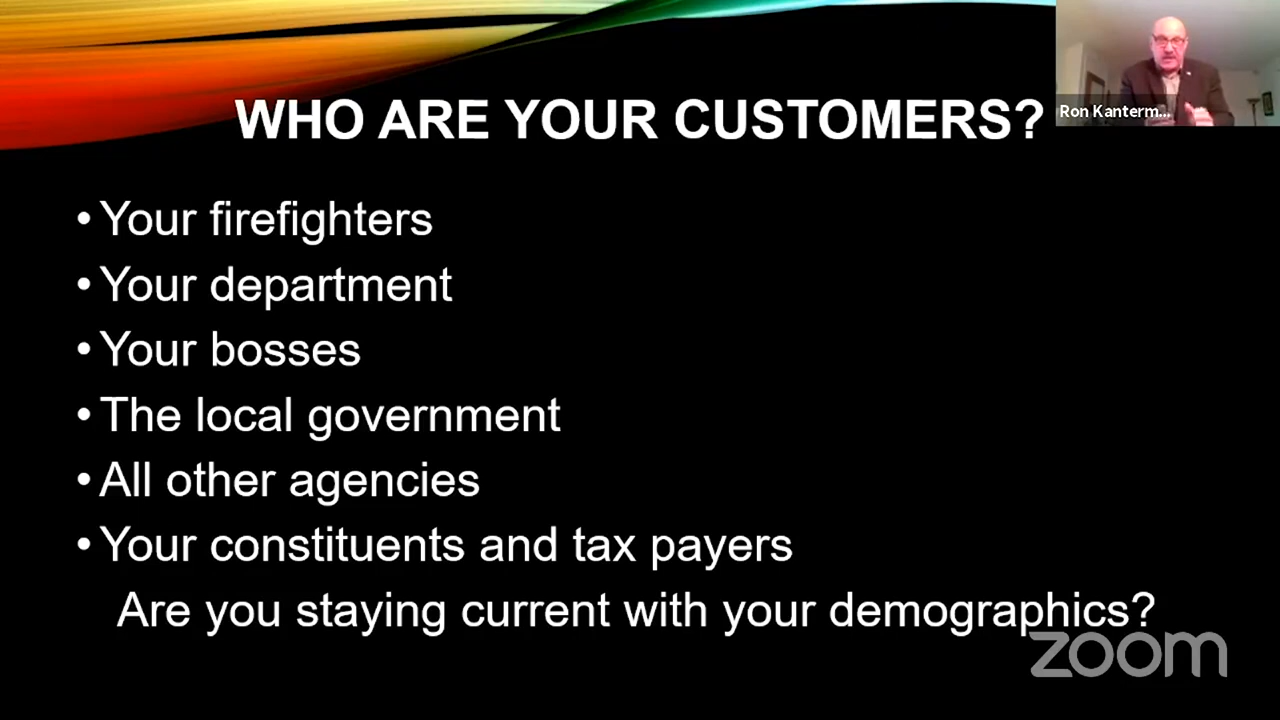 Ron Kanterm...
WHO ARE YOUR CUSTOMERS?
• Your firefighters
• Your department
• Your bosses
• The local government
• All other agencies
• Your constituents and tax payers
Are you staying current with your demographics?
zoom